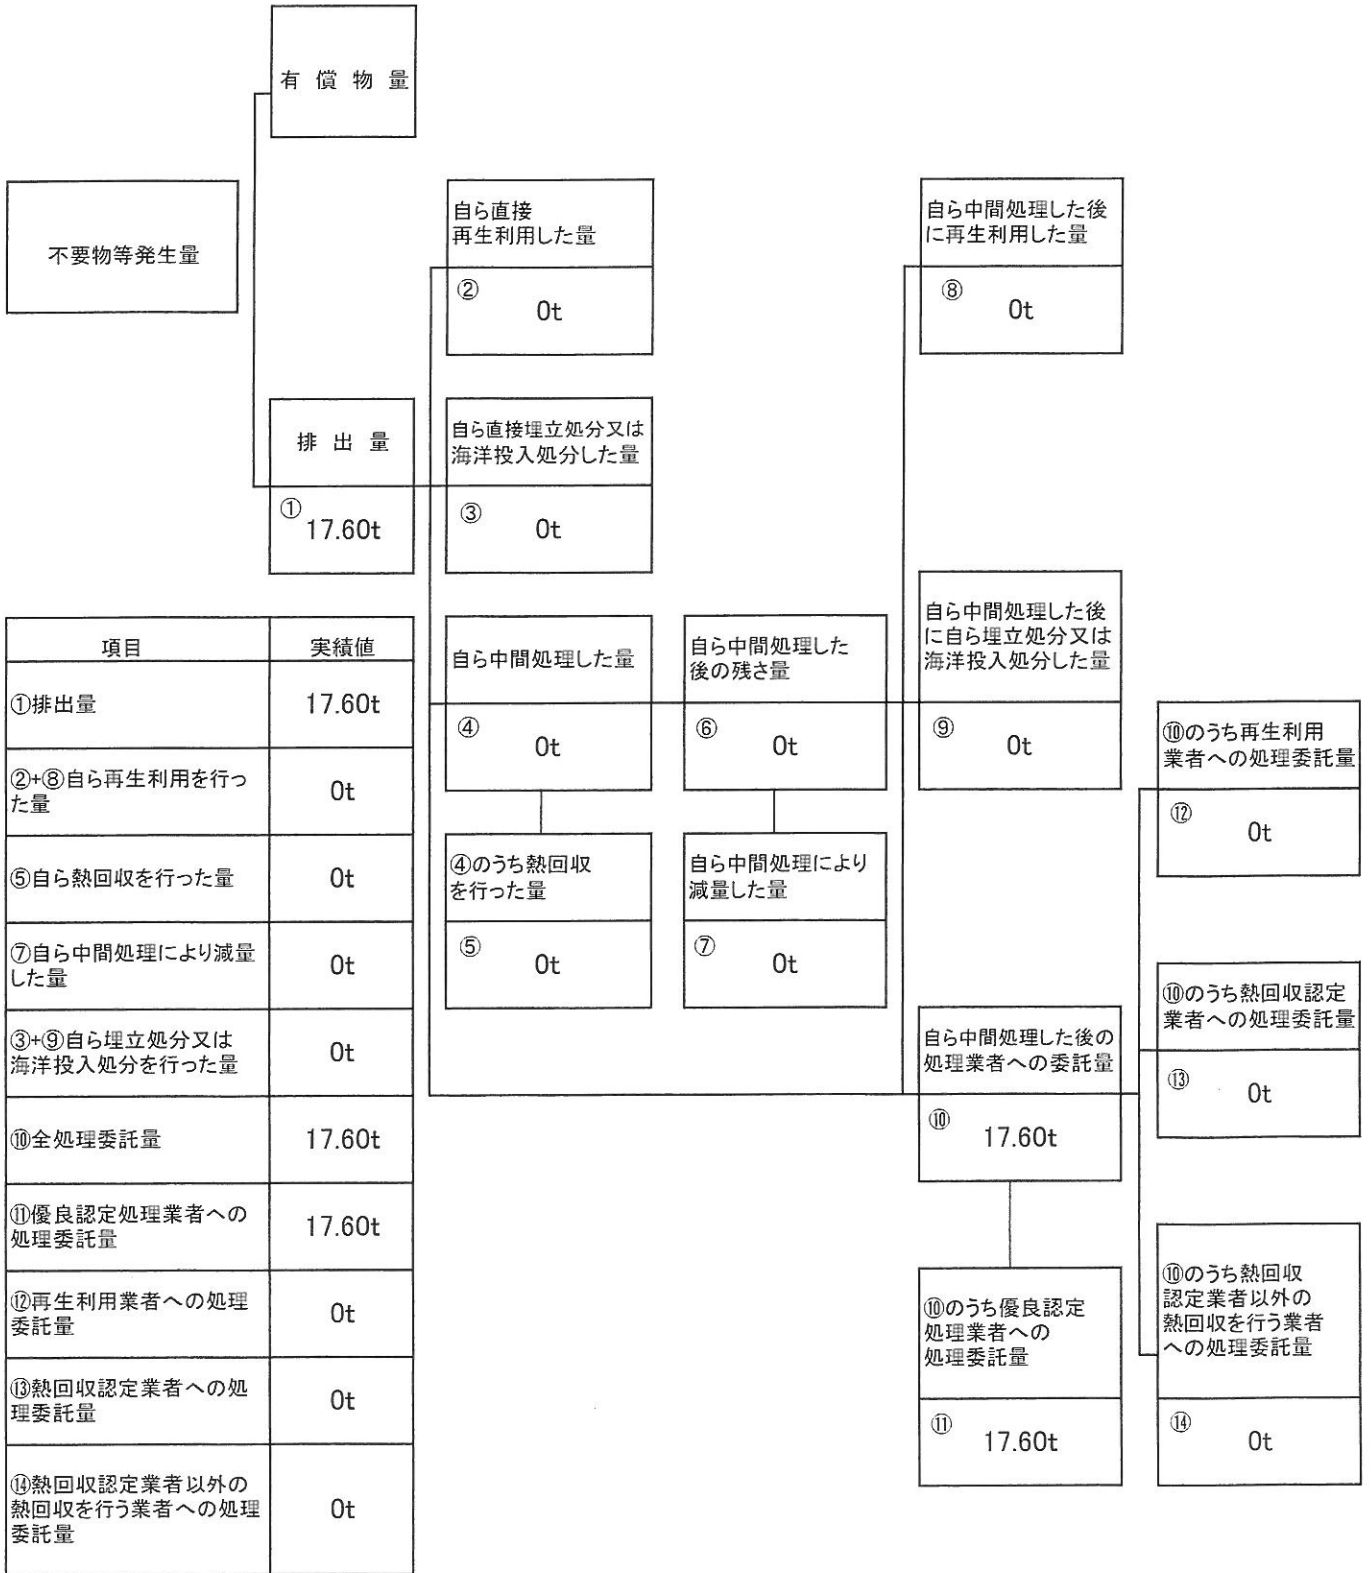 有償物量
不要物等発生量
自ら直接
再生利用した量
②
0t
自ら中間処理した後
に再生利用した量
⑧
0t
排出量
①
17.60t
自ら直接埋立処分又は
海洋投入処分した量
③
0t
自ら中間処理した量
④
0t
自ら中間処理した
後の残さ量
⑥
0t
自ら中間処理した後
に自ら埋立処分又は
海洋投入処分した量
⑨
0t
④のうち熱回収
を行った量
⑤
0t
自ら中間処理により
減量した量
⑦
0t
自ら中間処理した後の
処理業者への委託量
⑩
17.60t
⑩のうち優良認定
処理業者への
処理委託量
⑪
17.60t
⑩のうち再生利用
業者への処理委託量
⑫
0t
⑩のうち熱回収認定
業者への処理委託量
⑬
0t
⑩のうち熱回収
認定業者以外の
熱回収を行う業者
への処理委託量
⑭
0t
項目 実績値
①排出量 17.60t
②+⑧自ら再生利用を行っ
た量
0t
⑤自ら熱回収を行った量 0t
⑦自ら中間処理により減量
した量
0t
③+⑨自ら埋立処分又は
海洋投入処分を行った量
0t
⑩全処理委託量 17.60t
⑪優良認定処理業者への
処理委託量
17.60t
⑫再生利用業者への処理
委託量
0t
⑬熱回収認定業者への処
理委託量
0t
⑭熱回収認定業者以外の
熱回収を行う業者への処理
委託量
0t